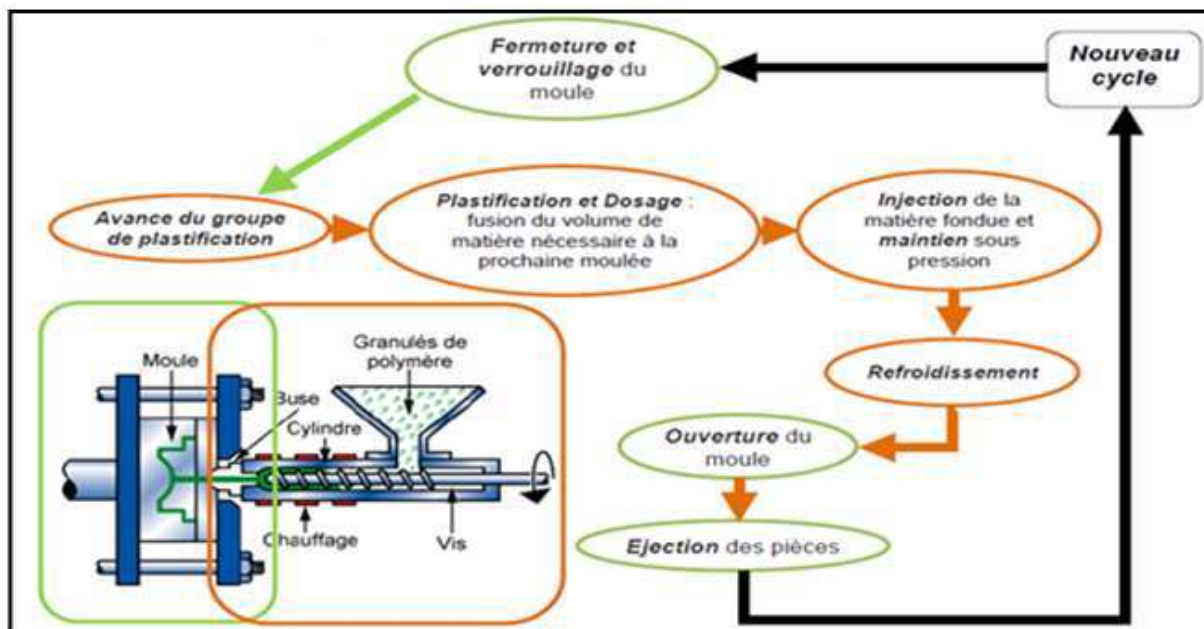 Fermeture et
verrouillage du
moule
Nouveau
cycle
Avance du groupe
de plastification
Plastification et Dosage :
fusion du volume de
matière nécessaire à la
prochaine moulée
Injection de la
matière fondue et
maintien sous
pression
Refroidissement
Ouverture du
moule
Ejection des pièces
Granulés de
polymère
Moule
Buse
Cylindre
Chauffage
Vis